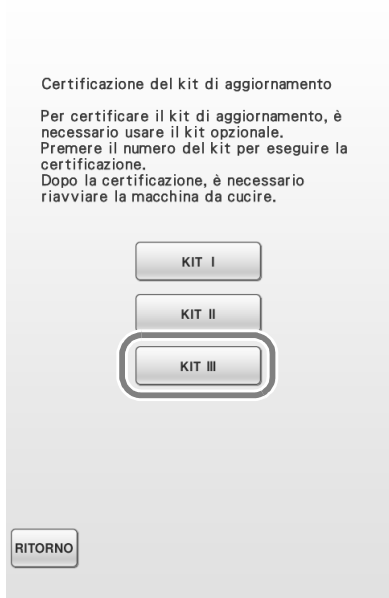 Certificazione del kit di aggiornamento
Per certificare il kit di aggiornamento, è
necessario usare il kit opzionale.
Premere il numero del kit per eseguire la
certificazione.
Dopo la certificazione, è necessario
riavviare la macchina da cucire.
KIT I
KIT II
KIT III
RITORNO